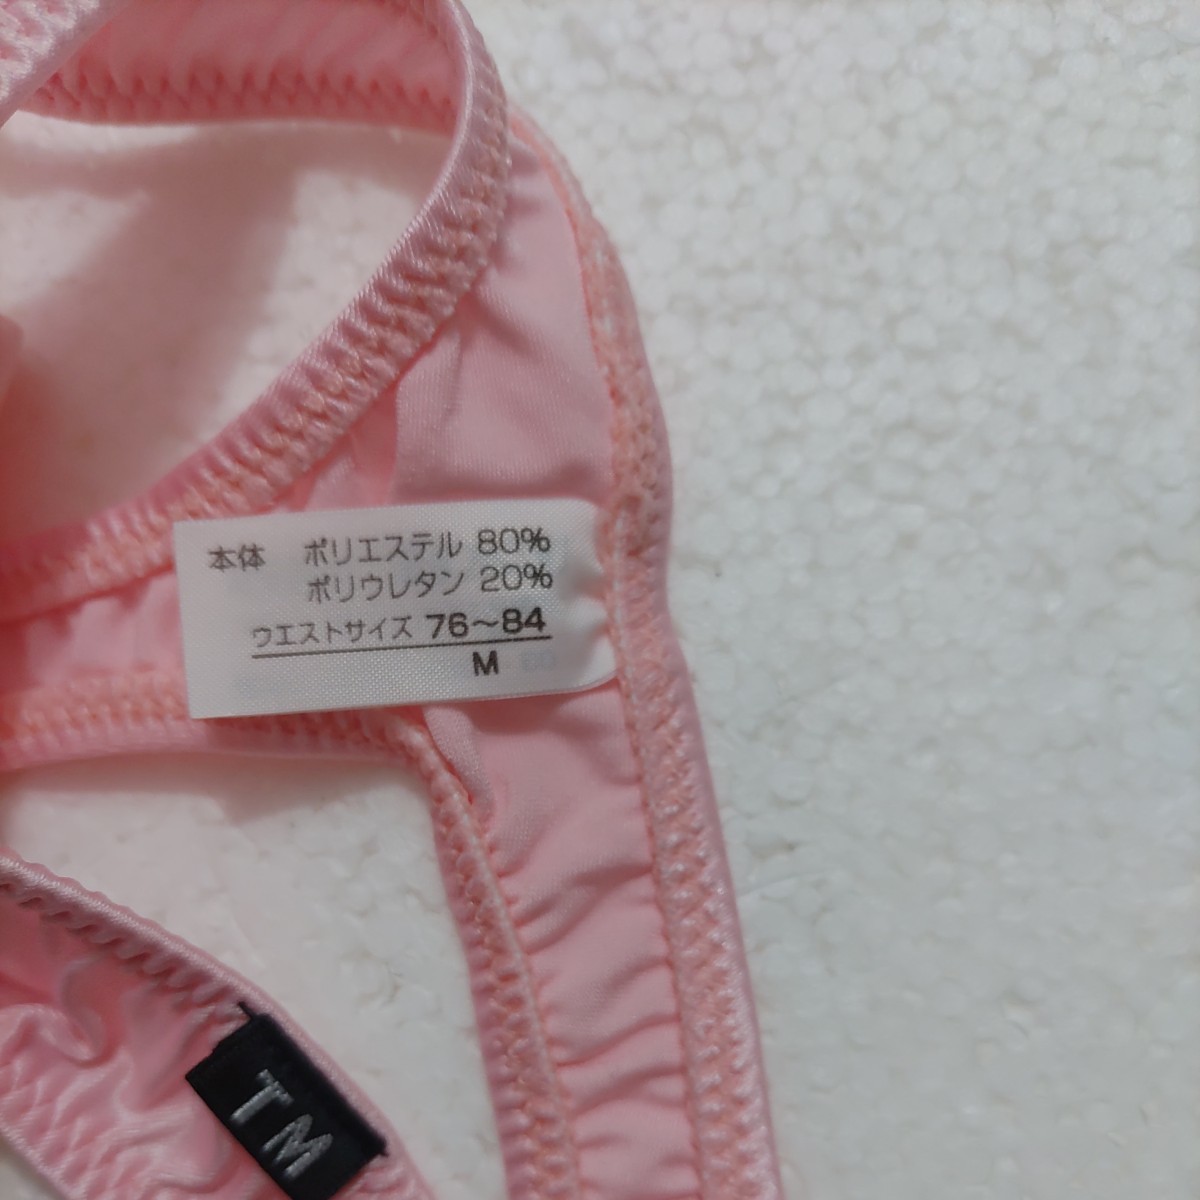 本体 ポリエステル 80%
ポリウレタン 20%
ウエストサイズ 76〜84
M
TM